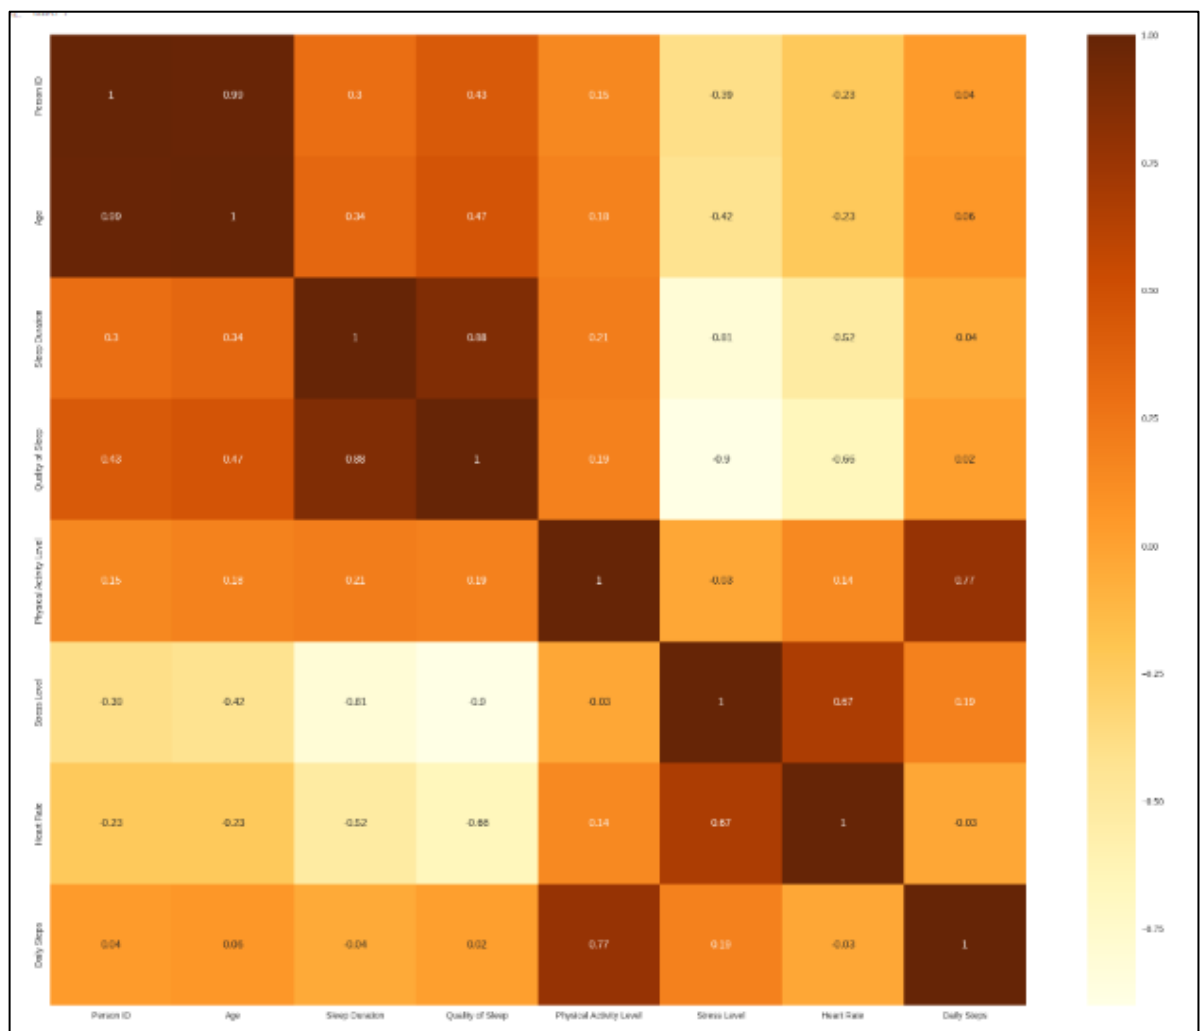 1.00
Person ID 1 0.99 0.3 0.43 0.15 -0.39 -0.23 0.04
0.75
Age 0.99 1 0.34 0.47 0.18 -0.42 -0.23 0.06
0.50
Sleep Duration 0.3 0.34 1 0.88 0.21 -0.81 -0.52 -0.04
0.25
Quality of Sleep 0.43 0.47 0.88 1 0.19 -0.9 -0.66 0.02
0.00
Physical Activity Level 0.15 0.18 0.21 0.19 1 -0.03 0.14 0.77
-0.25
Stress Level -0.39 -0.42 -0.81 -0.9 -0.03 1 0.67 0.19
-0.50
Heart Rate -0.23 -0.23 -0.52 -0.66 0.14 0.67 1 -0.03
-0.75
Daily Steps 0.04 0.06 -0.04 0.02 0.77 0.19 -0.03 1
Person ID Age Sleep Duration Quality of Sleep Physical Activity Level Stress Level Heart Rate Daily Steps